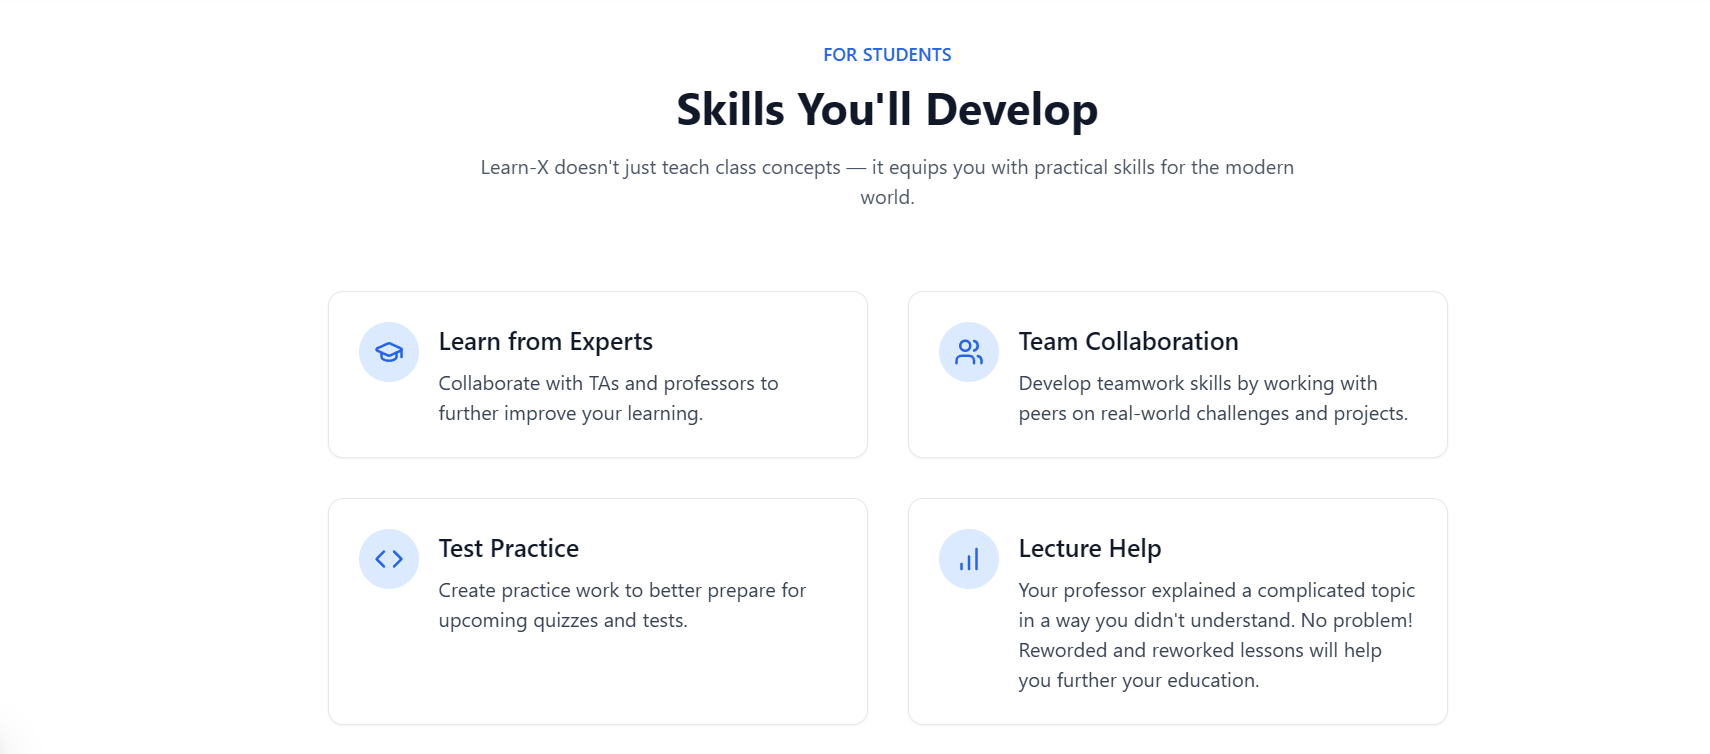 FOR STUDENTS
Skills You'll Develop
Learn-X doesn't just teach class concepts — it equips you with practical skills for the modern
world.
Learn from Experts
Collaborate with TAs and professors to
further improve your learning.
Team Collaboration
Develop teamwork skills by working with
peers on real-world challenges and projects.
Test Practice
Create practice work to better prepare for
upcoming quizzes and tests.
Lecture Help
Your professor explained a complicated topic
in a way you didn't understand. No problem!
Reworded and reworked lessons will help
you further your education.